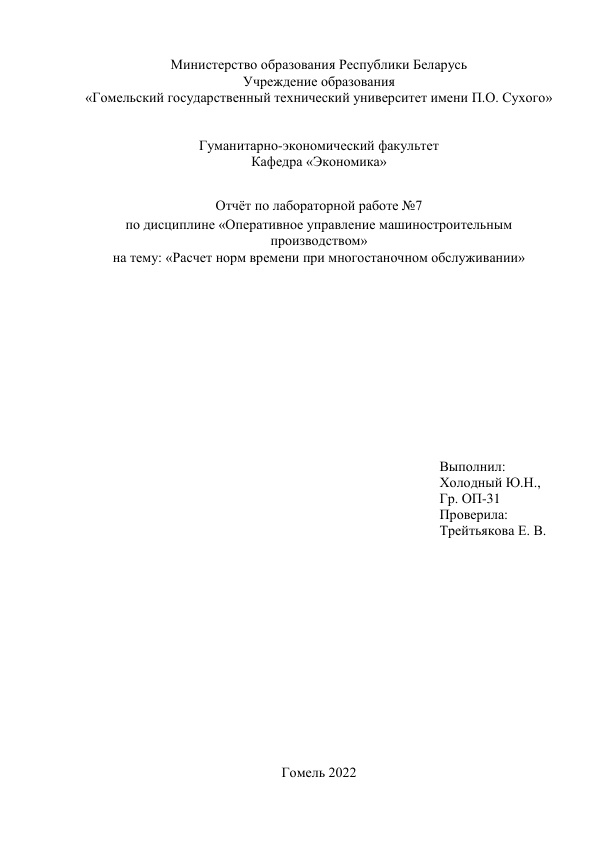 Министерство образования Республики Беларусь
Учреждение образования
«Гомельский государственный технический университет имени П.О. Сухого»
Гуманитарно-экономический факультет
Кафедра «Экономика»
Отчёт по лабораторной работе №7
по дисциплине «Оперативное управление машиностроительным
производством»
на тему: «Расчет норм времени при многостаночном обслуживании»
Выполнил:
Холодный Ю.Н.,
Гр. ОП-31
Проверила:
Трейтьякова Е. В.
Гомель 2022